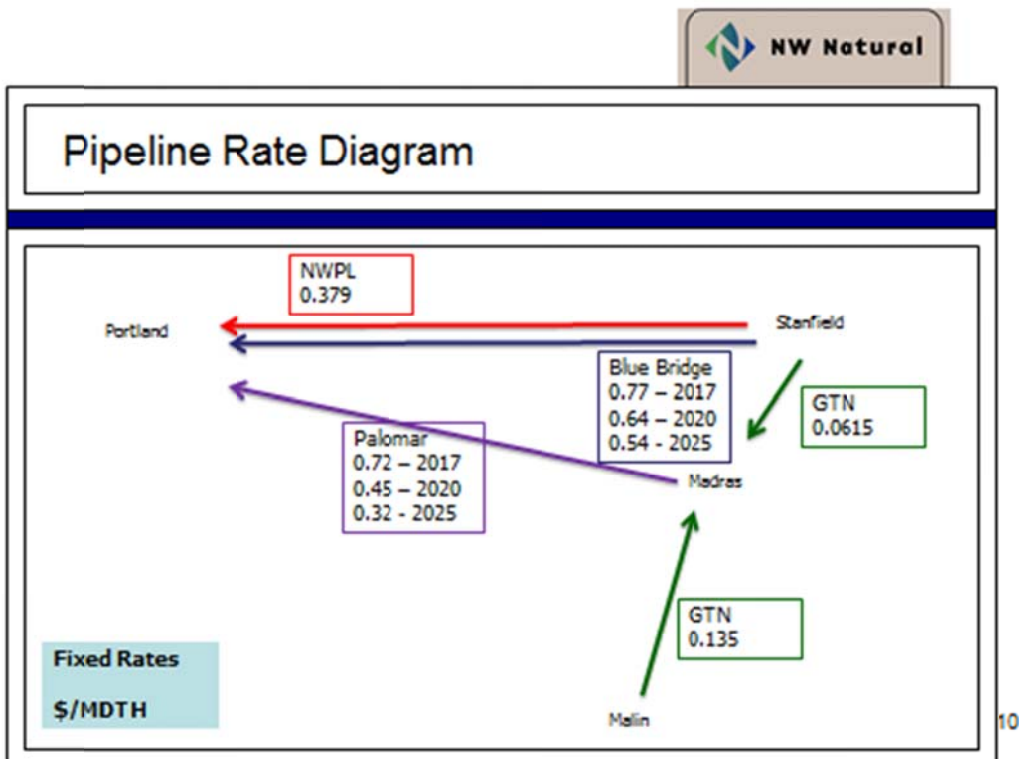 NW Natural
Pipeline Rate Diagram
NWPL
0.379
Portland
Stanfield
Blue Bridge
0.77 – 2017
0.64 – 2020
0.54 - 2025
GTN
0.0615
Palomar
0.72 – 2017
0.45 – 2020
0.32 - 2025
Madras
GTN
0.135
Fixed Rates
$/MDTH
Malin
10